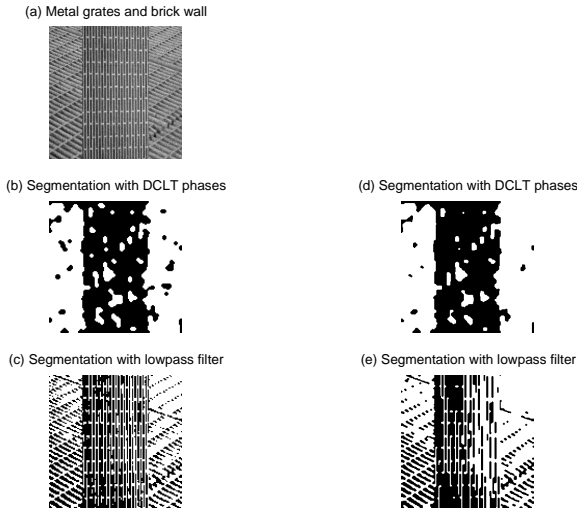 (a) Metal grates and brick wall
(b) Segmentation with DCLT phases
(d) Segmentation with DCLT phases
(c) Segmentation with lowpass filter
(e) Segmentation with lowpass filter